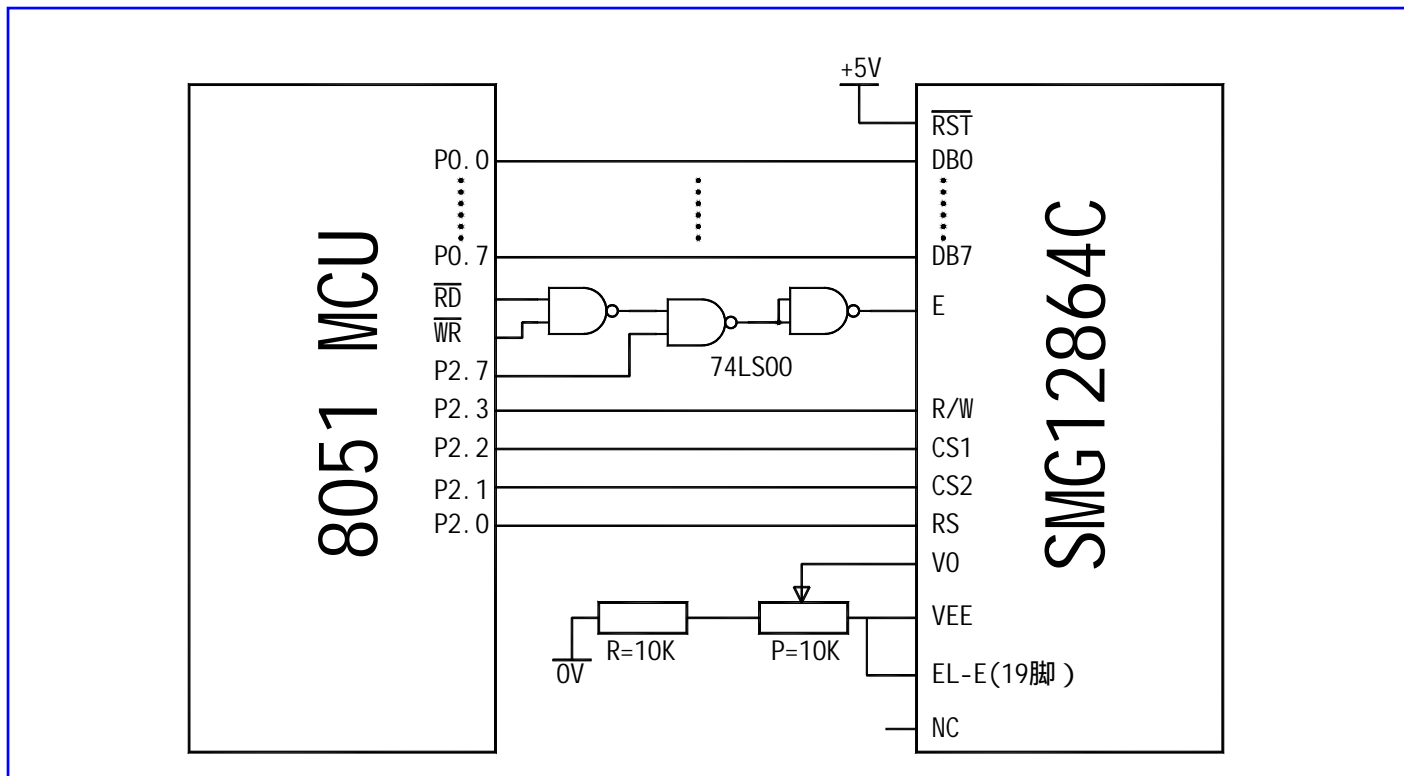 +5V
8051 MCU
P0.0
P0.7
RD
WR
P2.7
P2.3
P2.2
P2.1
P2.0
74LS00
R=10K
P=10K
0V
RST
DB0
DB7
E
R/W
CS1
CS2
RS
V0
VEE
EL-E(19脚)
NC
SMG12864C